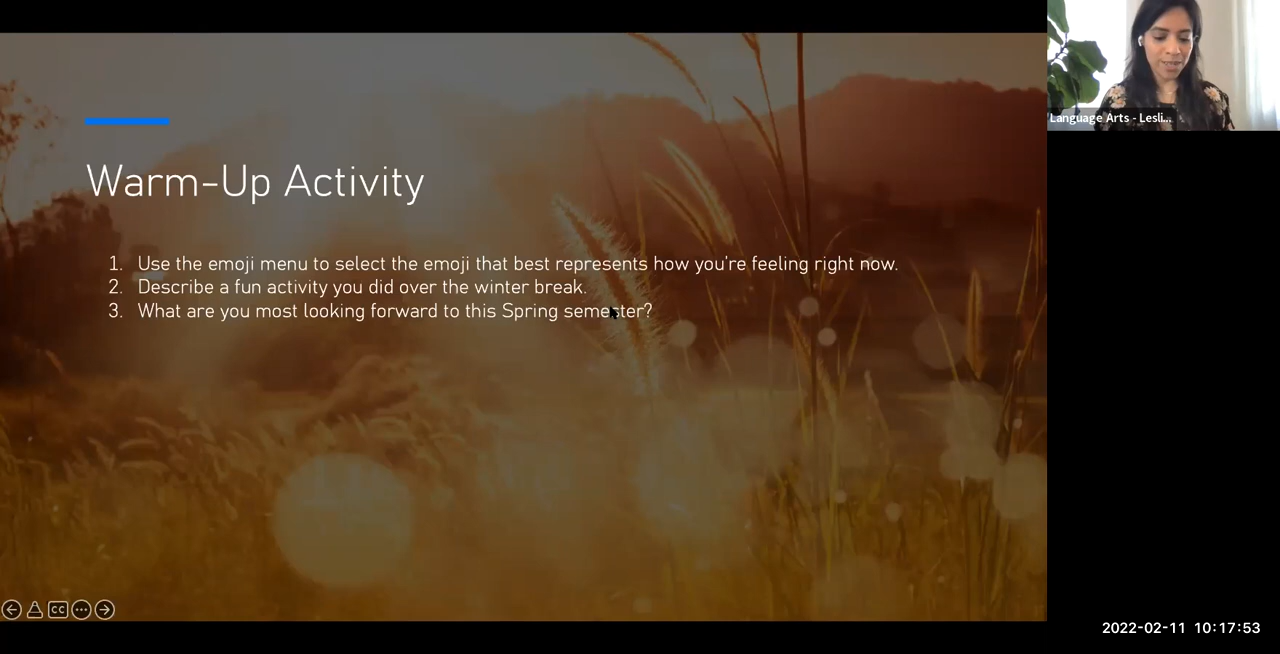 Warm-Up Activity
1. Use the emoji menu to select the emoji that best represents how you're feeling right now.
2. Describe a fun activity you did over the winter break.
3. What are you most looking forward to this Spring semester?
Language Arts - Lesli...
CC
2022-02-11 10:17:53